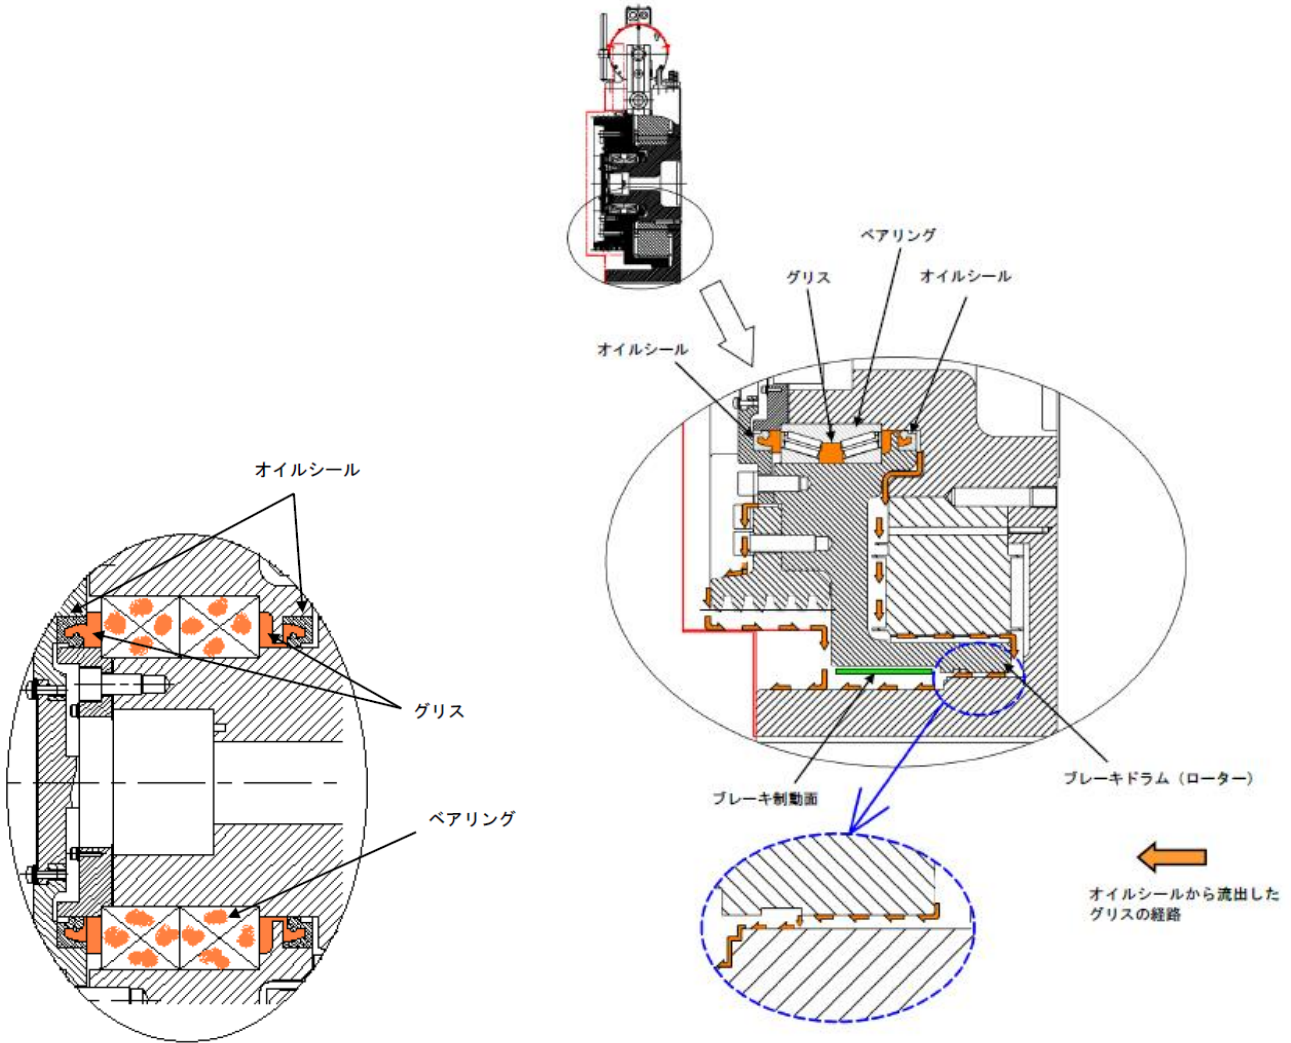 ベアリング
グリス
オイルシール
オイルシール
オイルシール
グリス
ベアリング
ブレーキドラム（ローター）
ブレーキ制動面
オイルシールから流出した
グリスの経路